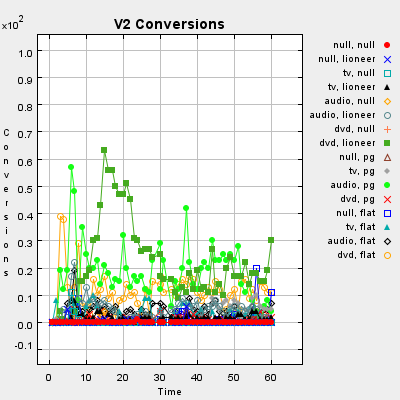 V2 Conversions
x10²
1.0
0.9
0.8
0.7
0.6
0.5
0.4
0.3
0.2
0.1
0.0
-0.1
Conversions
0 10 20 30 40 50 60
Time
null, null
null, lioneer
tv, null
tv, lioneer
audio, null
audio, lioneer
dvd, null
dvd, lioneer
null, pg
tv, pg
audio, pg
dvd, pg
null, flat
tv, flat
audio, flat
dvd, flat